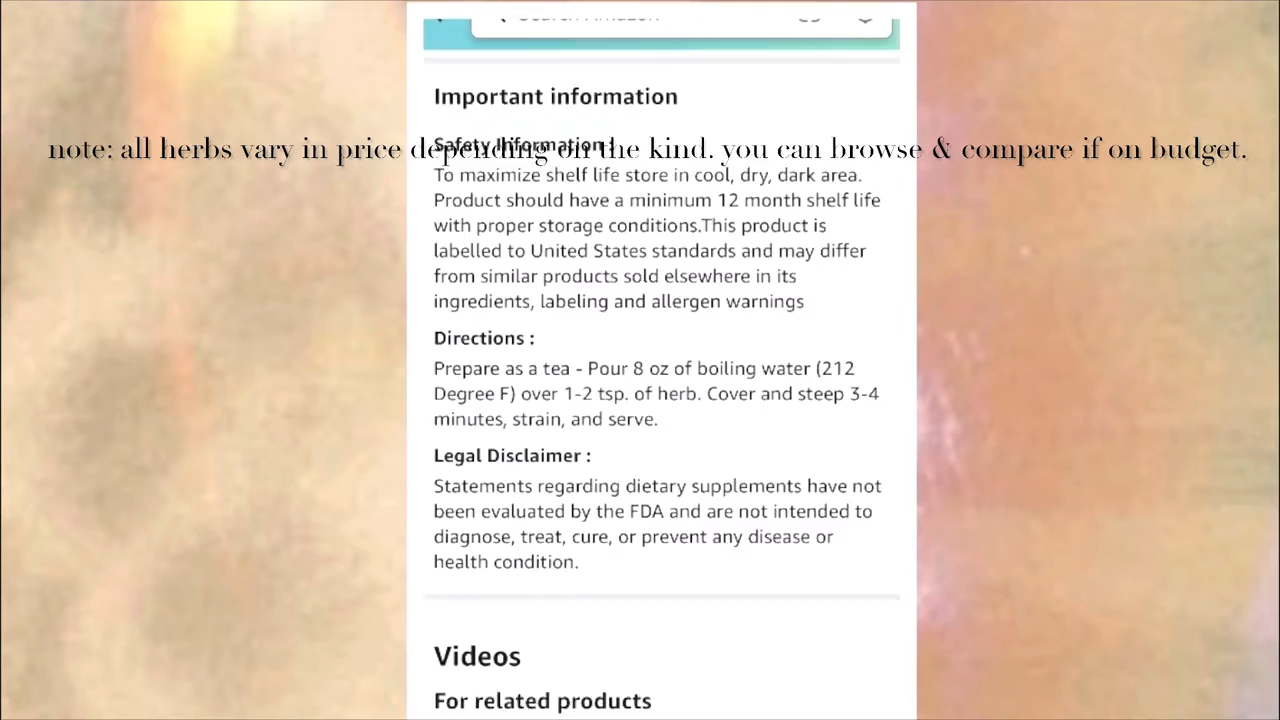 Important information
Safety Information :
note: all herbs vary in price depending on the kind. you can browse & compare if on budget.
To maximize shelf life store in cool, dry, dark area.
Product should have a minimum 12 month shelf life
with proper storage conditions.This product is
labelled to United States standards and may differ
from similar products sold elsewhere in its
ingredients, labeling and allergen warnings
Directions :
Prepare as a tea - Pour 8 oz of boiling water (212
Degree F) over 1-2 tsp. of herb. Cover and steep 3-4
minutes, strain, and serve.
Legal Disclaimer :
Statements regarding dietary supplements have not
been evaluated by the FDA and are not intended to
diagnose, treat, cure, or prevent any disease or
health condition.
Videos
For related products